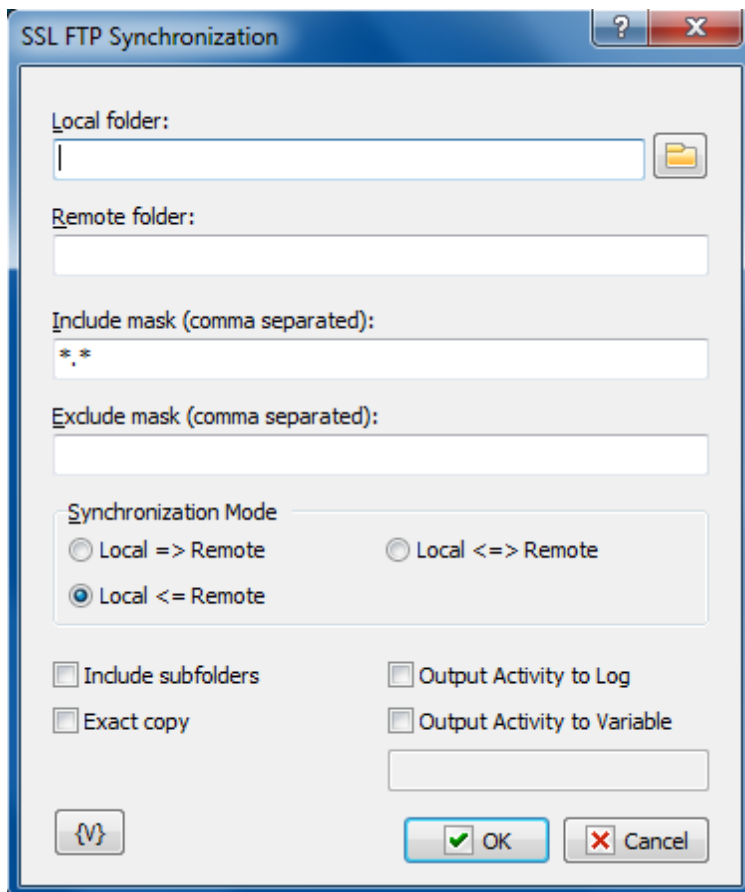 SSL FTP Synchronization
?
Local folder:
Remote folder:
Include mask (comma separated):
*.*
Exclude mask (comma separated):
Synchronization Mode
Local => Remote
Local <=> Remote
Local <= Remote
Include subfolders
Output Activity to Log
Exact copy
Output Activity to Variable
{V}
OK
Cancel